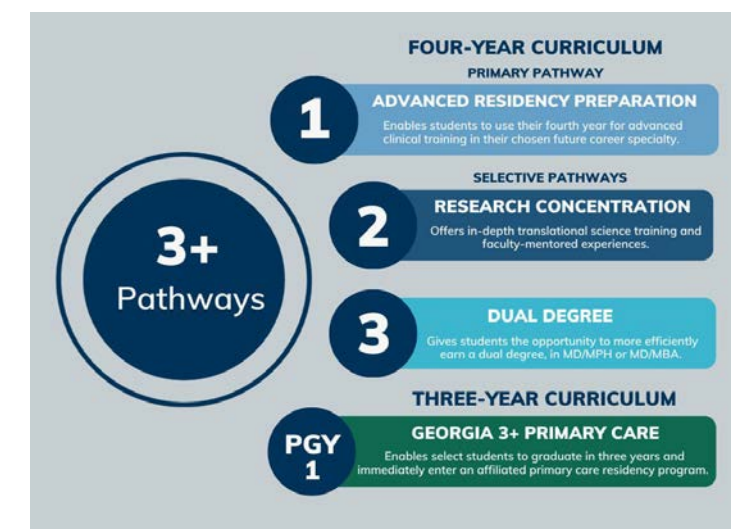 3+
Pathways
FOUR-YEAR CURRICULUM
PRIMARY PATHWAY
1
ADVANCED RESIDENCY PREPARATION
Enables students to use their fourth year for advanced
clinical training in their chosen future career specialty.
SELECTIVE PATHWAYS
2
RESEARCH CONCENTRATION
Offers in-depth translational science training and
faculty-mentored experiences.
3
DUAL DEGREE
Gives students the opportunity to more efficiently
earn a dual degree, in MD/MPH or MD/MBA.
THREE-YEAR CURRICULUM
PGY
1
GEORGIA 3+ PRIMARY CARE
Enables select students to graduate in three years and
immediately enter an affiliated primary care residency program.